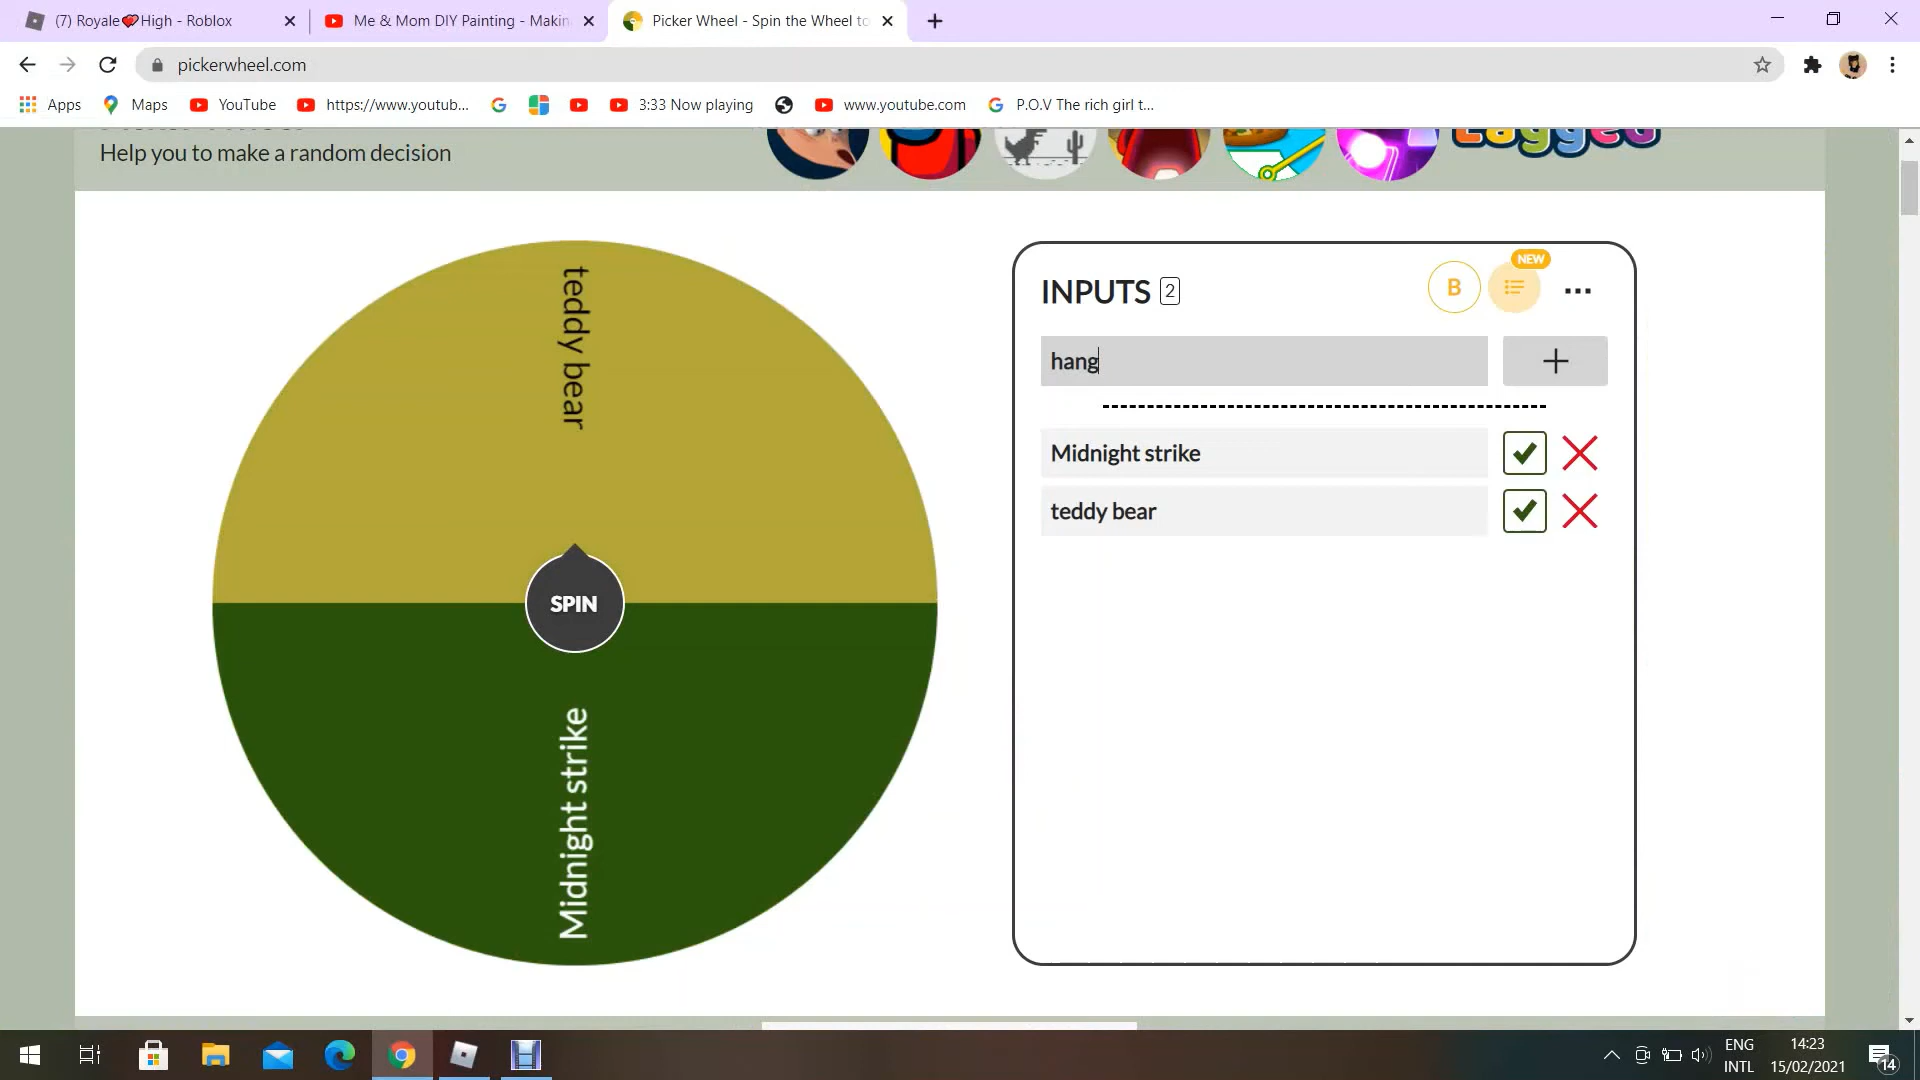 (7) Royale❤High - Roblox
Me & Mom DIY Painting - Makin
Picker Wheel - Spin the Wheel to
pickerwheel.com
Apps
Maps
YouTube
https://www.youtub...
3:33 Now playing
www.youtube.com
P.O.V The rich girl t...
Help you to make a random decision
Lagged
teddy bear
SPIN
Midnight strike
INPUTS 2
B
NEW
...
hang
Midnight strike
teddy bear
ENG
INTL
14:23
15/02/2021
14